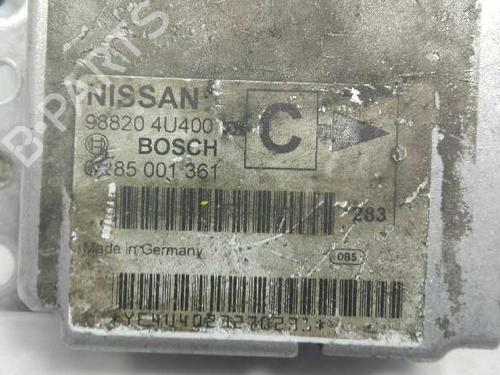 B-PARTS
NISSAN
98820 4U400
C
BOSCH
0285 001 361
283
Made in Germany
085